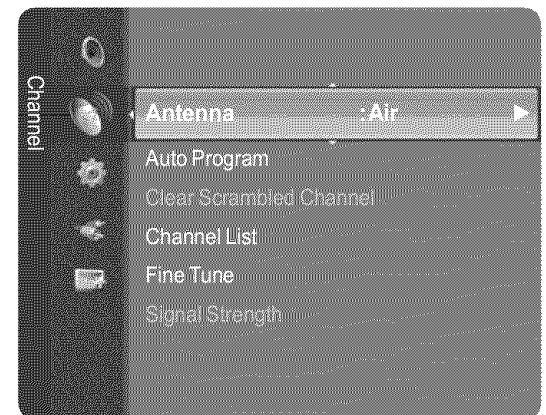 Channel
Antenna :Air ►
Auto Program
Clear Scrambled Channel
Channel List
Fine Tune
Signal Strength